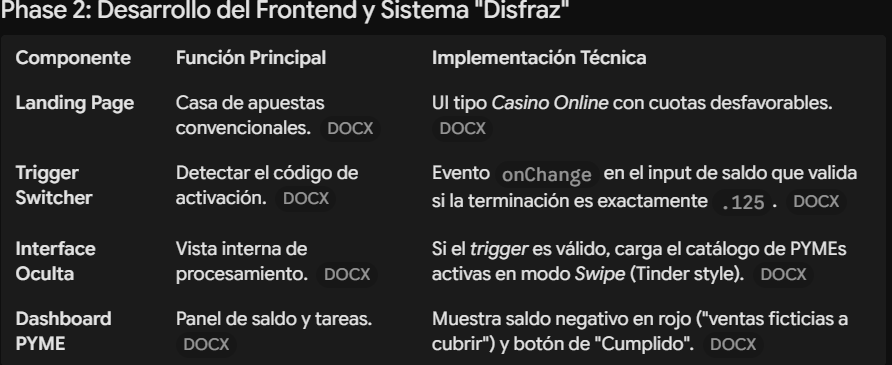 Phase 2: Desarrollo del Frontend y Sistema "Disfraz"
Componente Función Principal Implementación Técnica
Landing Page Casa de apuestas UI tipo Casino Online con cuotas desfavorables.
convencionales. DOCX DOCX
Trigger Detectar el código de Evento onChange en el input de saldo que valida
Switcher activación. DOCX si la terminación es exactamente .125 . DOCX
Interface Vista interna de Si el trigger es válido, carga el catálogo de PYMEs
Oculta procesamiento. DOCX activas en modo Swipe (Tinder style). DOCX
Dashboard Panel de saldo y tareas. Muestra saldo negativo en rojo ("ventas ficticias a
PYME DOCX cubrir") y botón de "Cumplido". DOCX